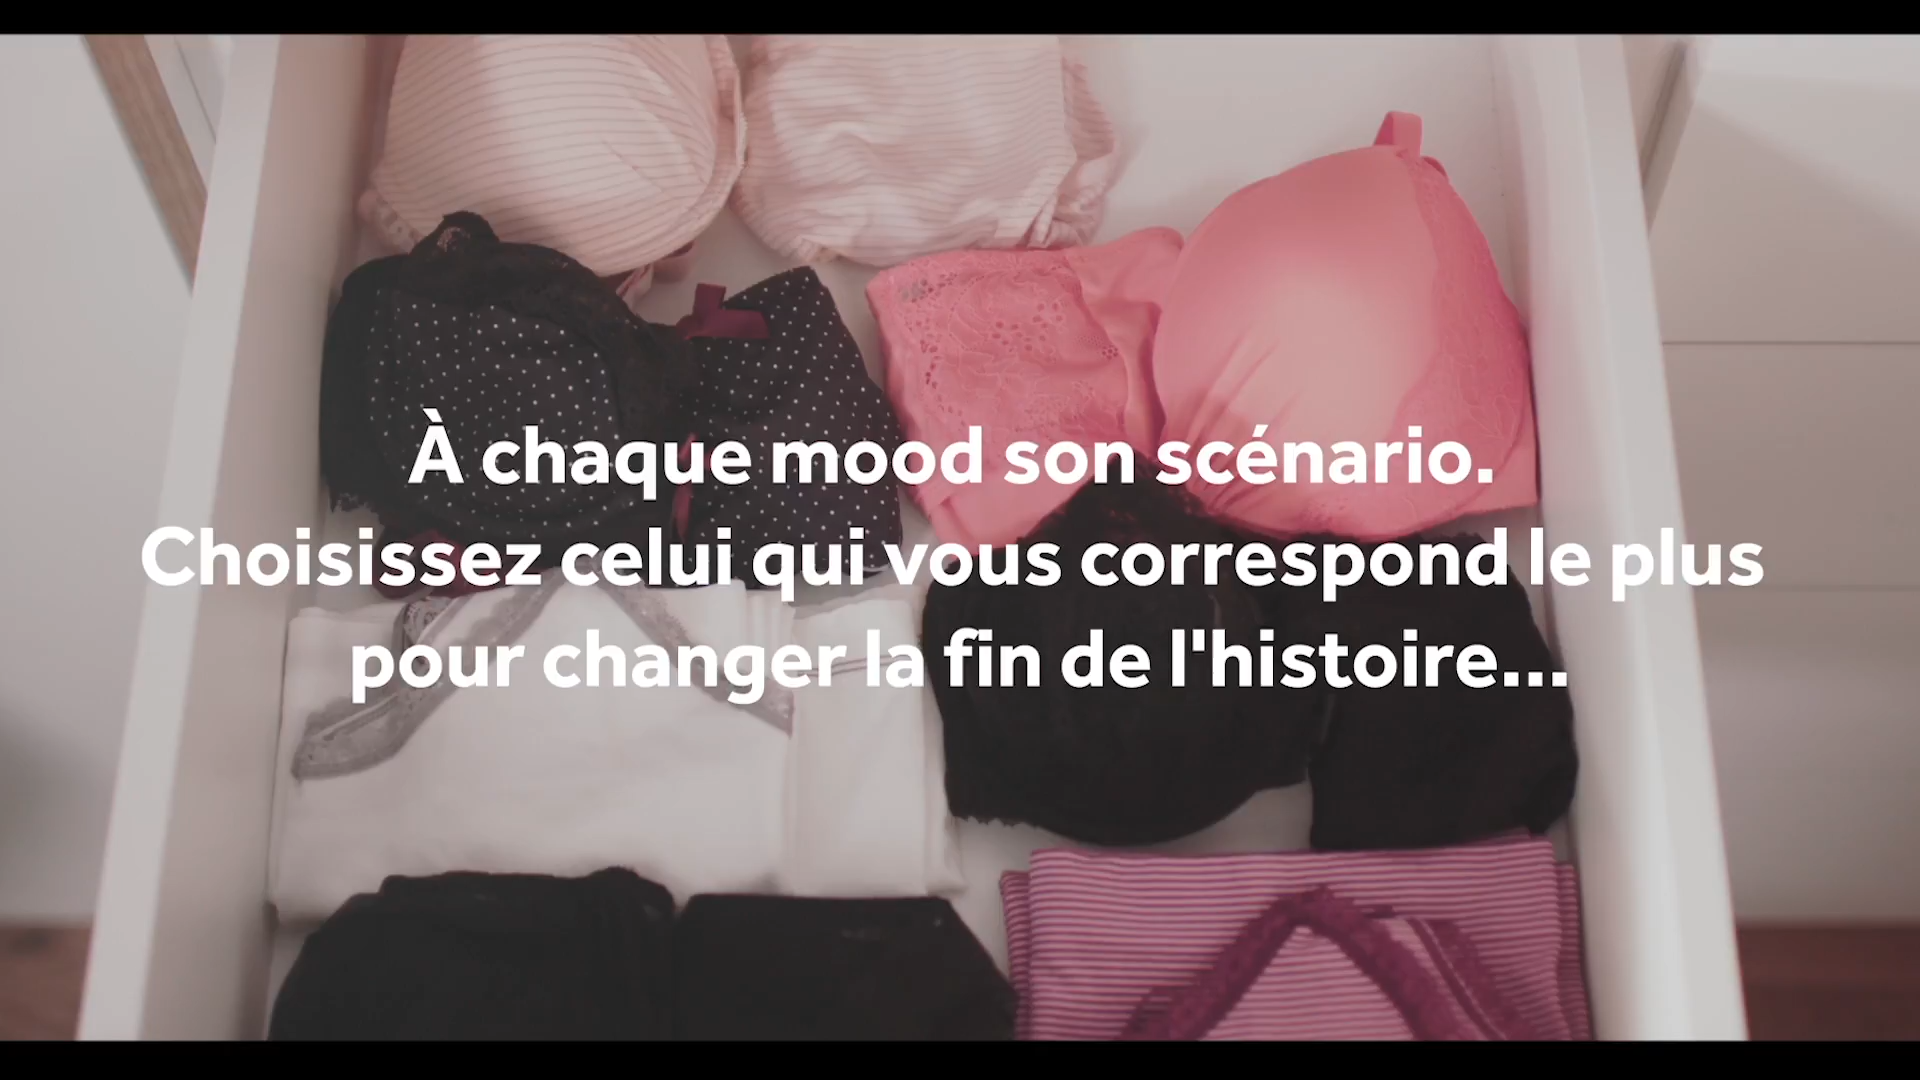 À chaque mood son scénario.
Choisissez celui qui vous correspond le plus
pour changer la fin de l'histoire...